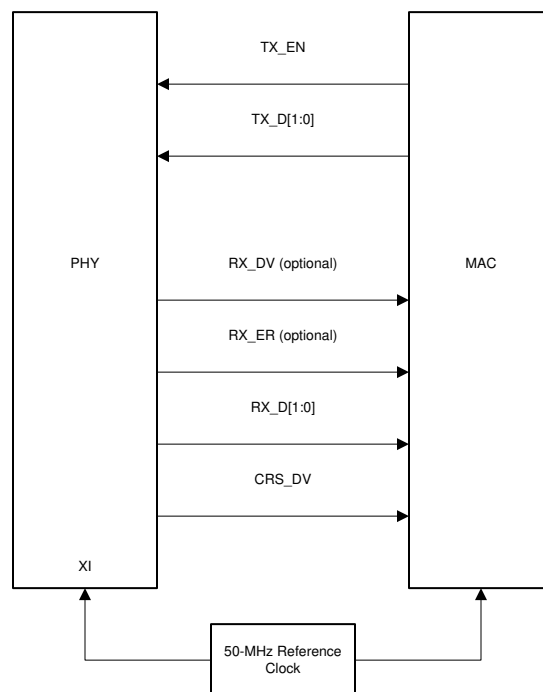 TX_EN
TX_D[1:0]
PHY
RX_DV (optional)
MAC
RX_ER (optional)
RX_D[1:0]
CRS_DV
XI
50-MHz Reference
Clock